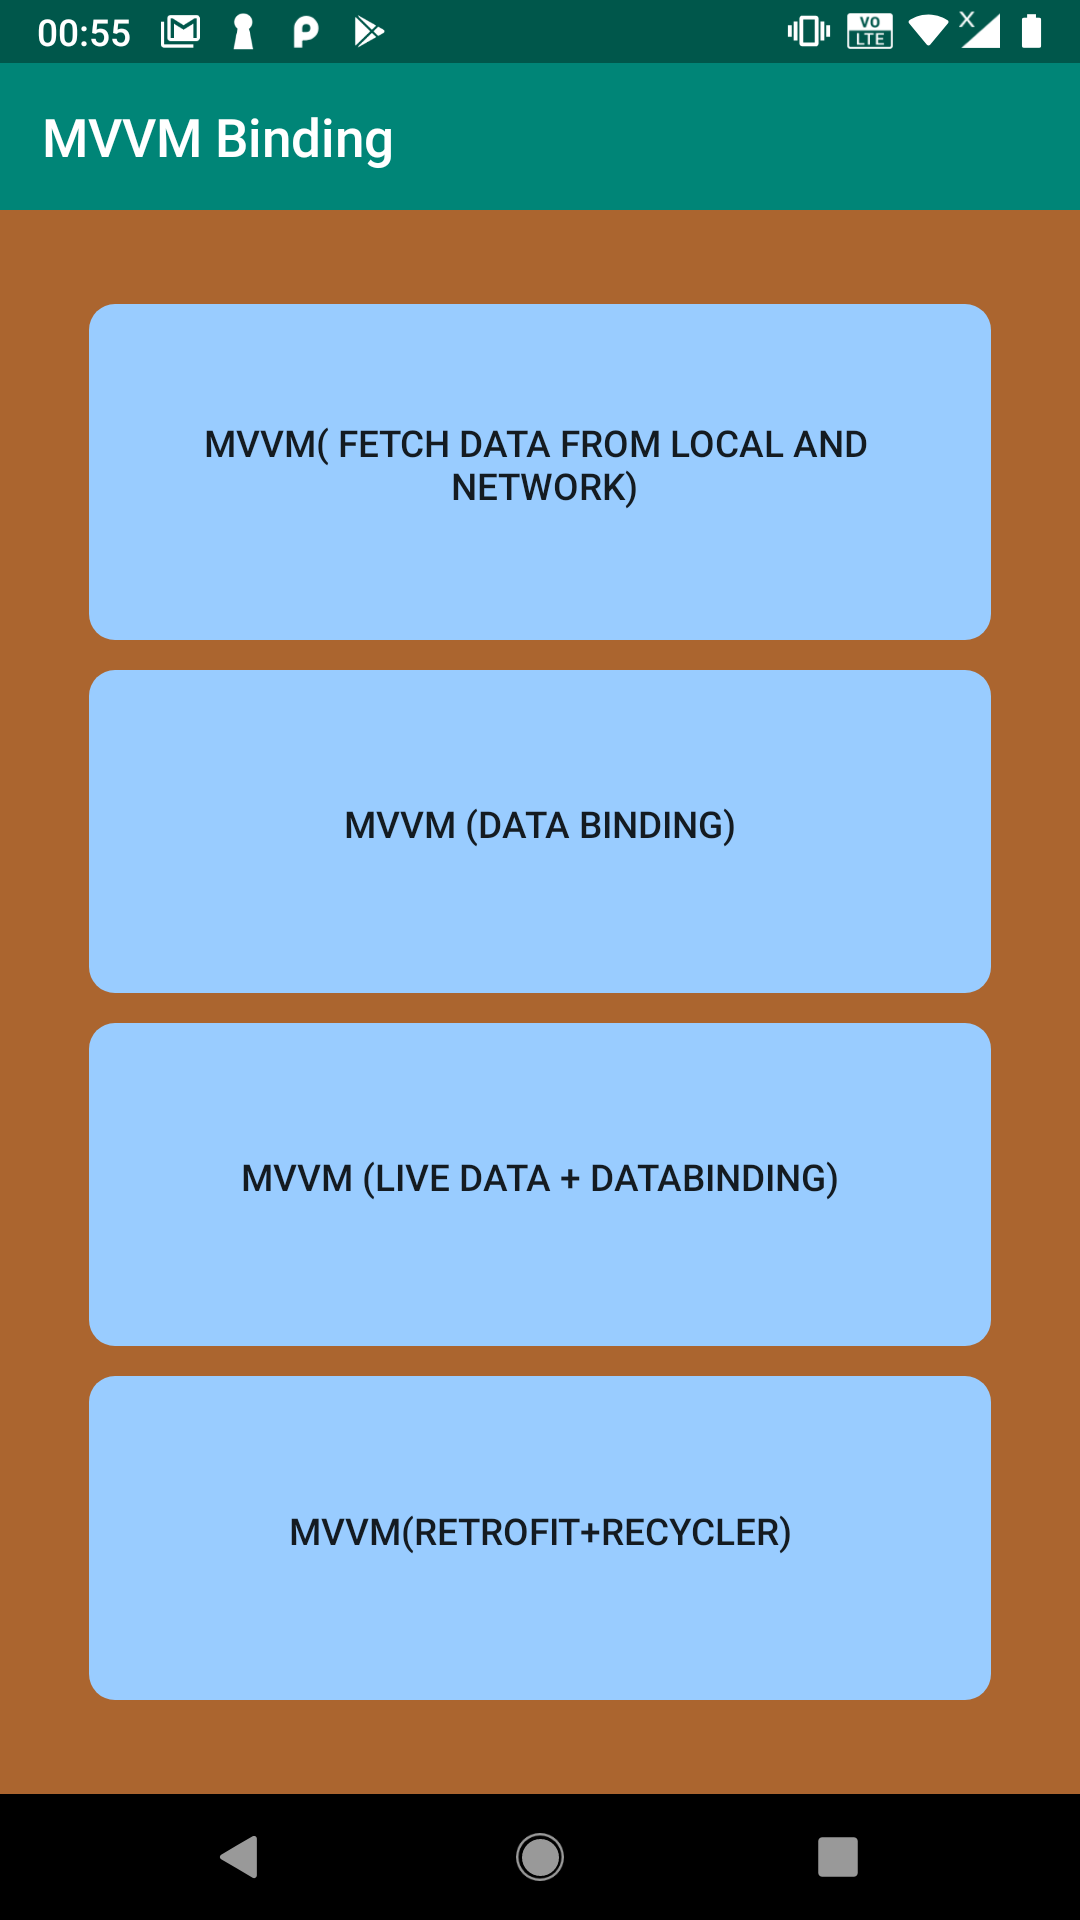 00:55
VO
LTE
X
MVVM Binding
MVVM( FETCH DATA FROM LOCAL AND
NETWORK)
MVVM (DATA BINDING)
MVVM (LIVE DATA + DATABINDING)
MVVM(RETROFIT+RECYCLER)